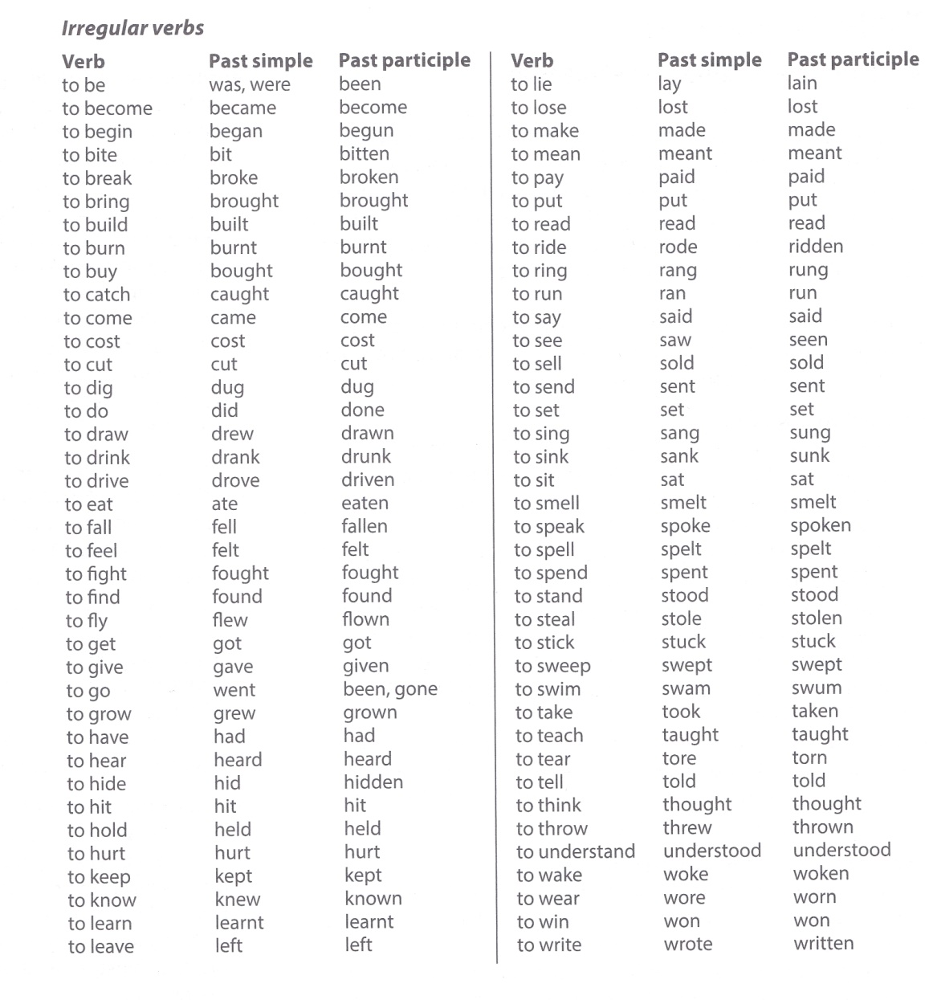 Irregular verbs
Verb Past simple Past participle
to be was, were been
to become became become
to begin began begun
to bite bit bitten
to break broke broken
to bring brought brought
to build built built
to burn burnt burnt
to buy bought bought
to catch caught caught
to come came come
to cost cost cost
to cut cut cut
to dig dug dug
to do did done
to draw drew drawn
to drink drank drunk
to drive drove driven
to eat ate eaten
to fall fell fallen
to feel felt felt
to fight fought fought
to find found found
to fly flew flown
to get got got
to give gave given
to go went been, gone
to grow grew grown
to have had had
to hear heard heard
to hide hid hidden
to hit hit hit
to hold held held
to hurt hurt hurt
to keep kept kept
to know knew known
to learn learnt learnt
to leave left left
Verb Past simple Past participle
to lie lay lain
to lose lost lost
to make made made
to mean meant meant
to pay paid paid
to put put put
to read read read
to ride rode ridden
to ring rang rung
to run ran run
to say said said
to see saw seen
to sell sold sold
to send sent sent
to set set set
to sing sang sung
to sink sank sunk
to sit sat sat
to smell smelt smelt
to speak spoke spoken
to spell spelt spelt
to spend spent spent
to stand stood stood
to steal stole stolen
to stick stuck stuck
to sweep swept swept
to swim swam swum
to take took taken
to teach taught taught
to tear tore torn
to tell told told
to think thought thought
to throw threw thrown
to understand understood understood
to wake woke woken
to wear wore worn
to win won won
to write wrote written